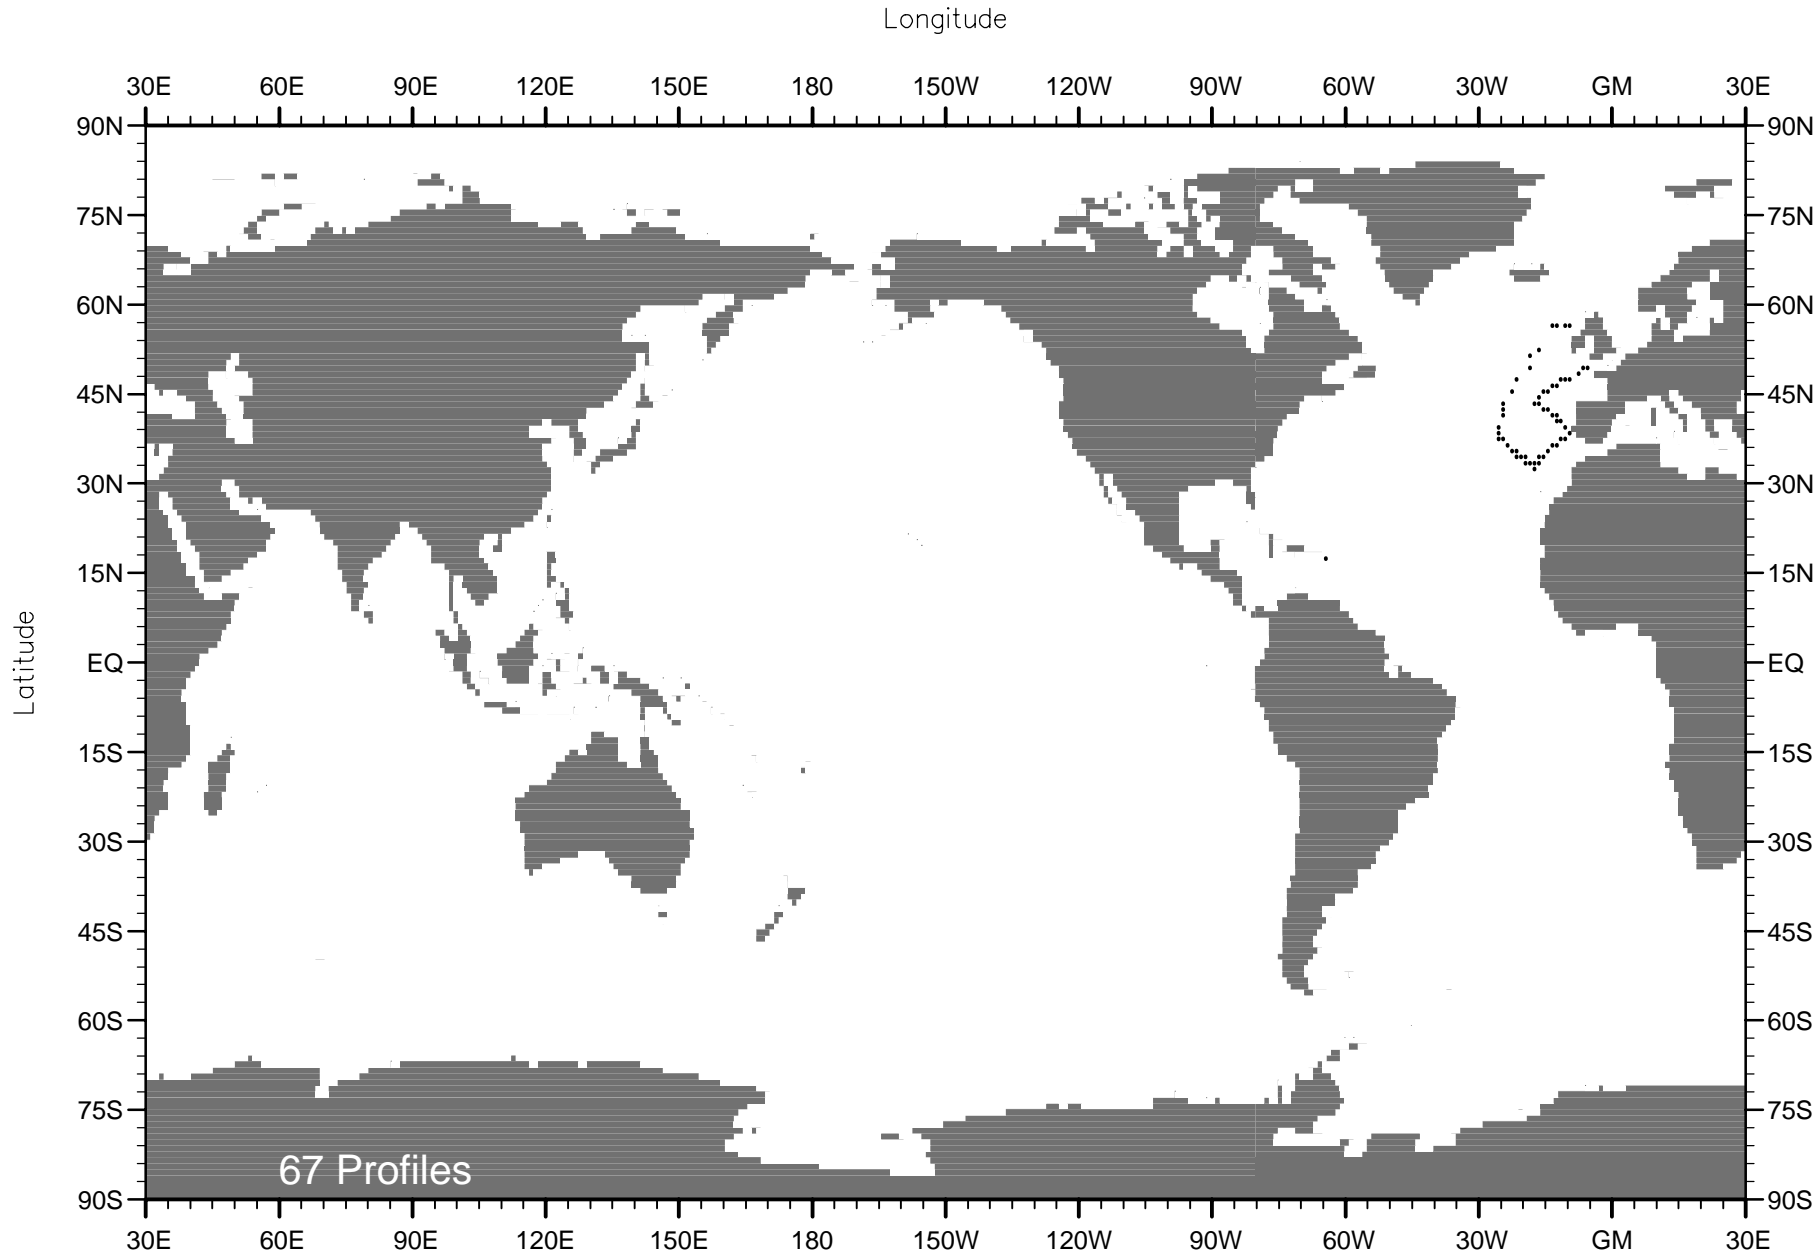 Longitude
30E 60E 90E 120E 150E 180 150W 120W 90W 60W 30W GM 30E
90N 90N
75N 75N
60N 60N
45N 45N
30N 30N
15N 15N
Latitude
EQ EQ
15S 15S
30S 30S
45S 45S
60S 60S
75S 75S
67 Profiles
90S 90S
30E 60E 90E 120E 150E 180 150W 120W 90W 60W 30W GM 30E